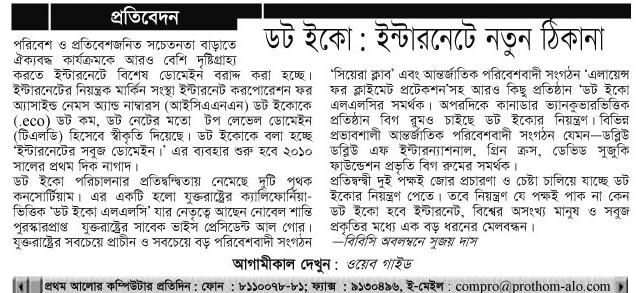 প্রতিবেদন
ডট ইকো : ইন্টারনেটে নতুন ঠিকানা
পরিবেশ ও প্রতিবেশজনিত সচেতনতা বাড়াতে
ঐক্যবদ্ধ কার্যক্রমকে আরও বেশি দৃষ্টিগ্রাহ্য
করতে ইন্টারনেটে বিশেষ ডোমেইন বরাদ্দ করা হচ্ছে।
ইন্টারনেটের নিয়ন্ত্রক মার্কিন সংস্থা ইন্টারনেট করপোরেশন ফর
অ্যাসাইন্ড নেমস অ্যান্ড নাম্বারস (আইসিএএনএন) ডট ইকোকে
(.eco) ডট কম, ডট নেটের মতো টপ লেভেল ডোমেইন
(টিএলডি) হিসেবে স্বীকৃতি দিয়েছে। ডট ইকোকে বলা হচ্ছে
'ইন্টারনেটের সবুজ ডোমেইন।' এর ব্যবহার শুরু হবে ২০১০
সালের প্রথম দিক নাগাদ।
ডট ইকো পরিচালনার প্রতিদ্বন্দ্বিতায় নেমেছে দুটি পৃথক
কনসোর্টিয়াম। এর একটি হলো যুক্তরাষ্ট্রের ক্যালিফোর্নিয়া-
ভিত্তিক 'ডট ইকো এলএলসি' যার নেতৃত্বে আছেন নোবেল শান্তি
পুরস্কারপ্রাপ্ত যুক্তরাষ্ট্রের সাবেক ভাইস প্রেসিডেন্ট আল গোর।
যুক্তরাষ্ট্রের সবচেয়ে প্রাচীন ও সবচেয়ে বড় পরিবেশবাদী সংগঠন
'সিয়েরা ক্লাব' এবং আন্তর্জাতিক পরিবেশবাদী সংগঠন 'এলায়েন্স
ফর ক্লাইমেট প্রটেকশন'সহ আরও কিছু প্রতিষ্ঠান 'ডট ইকো
এলএলসির সমর্থক। অপরদিকে কানাডার ভ্যানকুভারভিত্তিক
প্রতিষ্ঠান বিগ রুমও চাইছে ডট ইকোর নিয়ন্ত্রণ। বিভিন্ন
প্রভাবশালী আন্তর্জাতিক পরিবেশবাদী সংগঠন যেমন—ডব্লিউ
ডব্লিউ এফ ইন্টারন্যাশনাল, গ্রিন ক্রস, ডেভিড সুজুকি
ফাউন্ডেশন প্রভৃতি বিগ রুমের সমর্থক।
প্রতিদ্বন্দ্বী দুই পক্ষই জোর প্রচারণা ও চেষ্টা চালিয়ে যাচ্ছে ডট
ইকোর নিয়ন্ত্রণ পেতে। তবে নিয়ন্ত্রণ যে পক্ষই পাক না কেন
ডট ইকো হবে ইন্টারনেট, বিশ্বের অসংখ্য মানুষ ও সবুজ
প্রকৃতির মধ্যে এক বড় ধরনের মেলবন্ধন।
—বিবিসি অবলম্বনে সুজয় দাস
আগামীকাল দেখুন : ওয়েব গাইড
প্রথম আলোর কম্পিউটার প্রতিদিন : ফোন : ৮১১০০৭৮-৮১; ফ্যাক্স : ৯১৩০৪৯৬, ই-মেইল : compro@prothom-alo.com